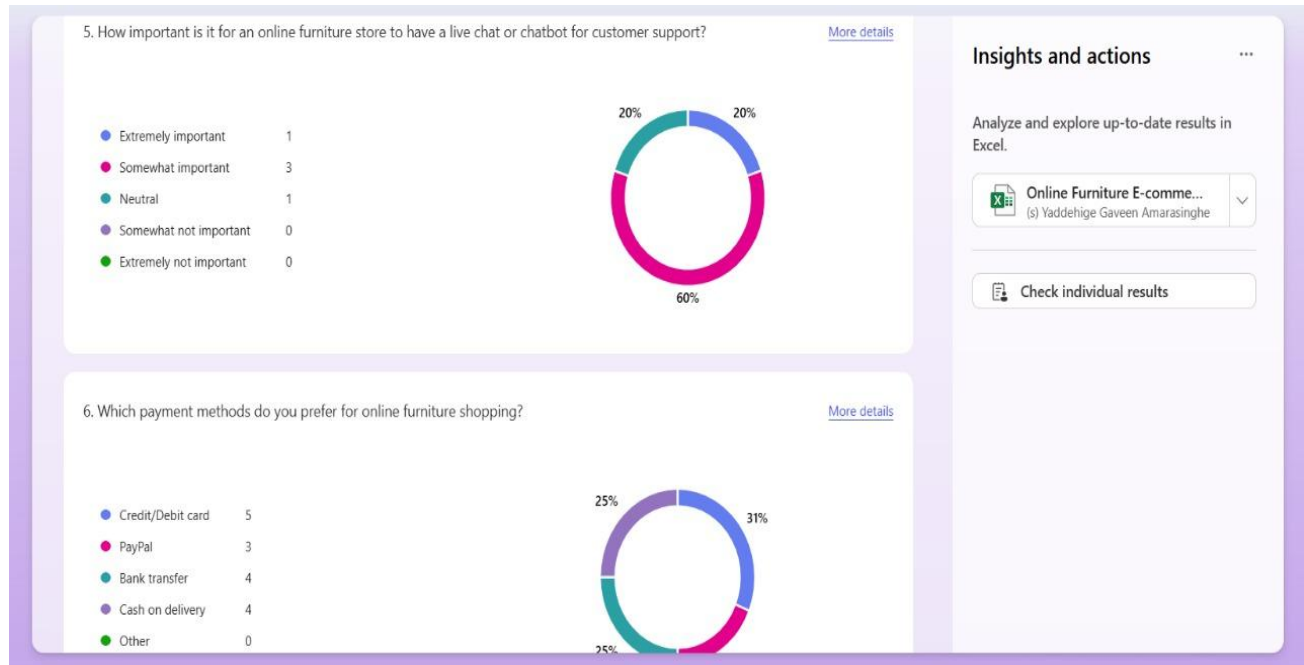 5. How important is it for an online furniture store to have a live chat or chatbot for customer support?
More details
Extremely important 1
Somewhat important 3
Neutral 1
Somewhat not important 0
Extremely not important 0
20%
20%
60%
6. Which payment methods do you prefer for online furniture shopping?
More details
Credit/Debit card 5
PayPal 3
Bank transfer 4
Cash on delivery 4
Other 0
25%
31%
25%
Insights and actions
...
Analyze and explore up-to-date results in
Excel.
Online Furniture E-comme...
(s) Yaddehige Gaveen Amarasinghe
Check individual results